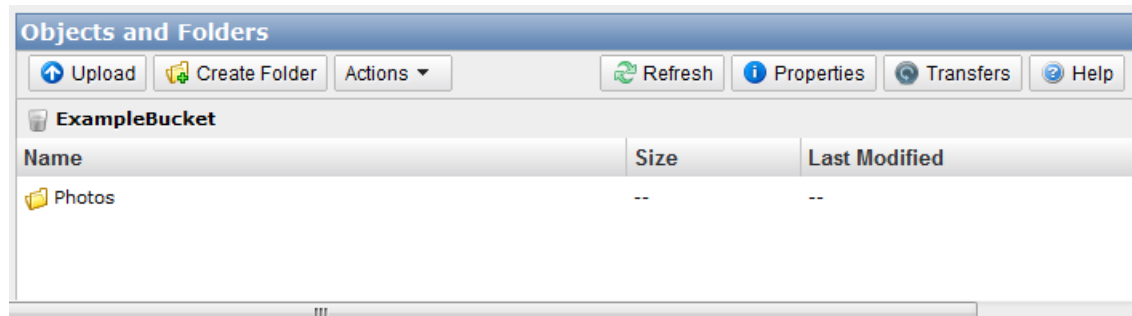 Objects and Folders
Upload Create Folder Actions Refresh Properties Transfers Help
ExampleBucket
Name Size Last Modified
Photos -- --